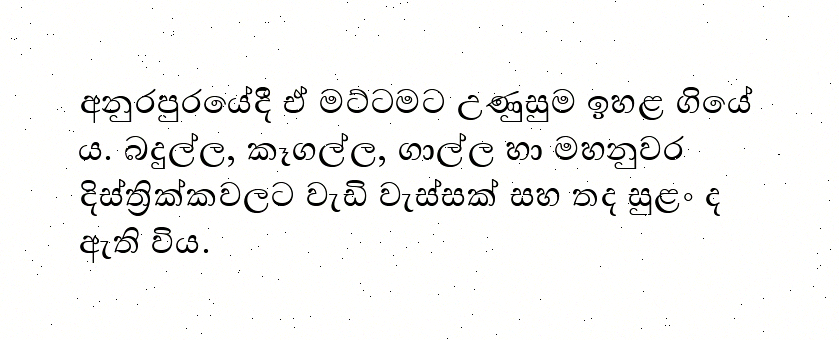 අනුරපුරයේදී ඒ මට්ටමට උණුසුම ඉහළ ගියේ
ය. බදුල්ල, කෑගල්ල, ගාල්ල හා මහනුවර
දිස්ත්‍රික්කවලට වැඩි වැස්සක් සහ තද සුළං ද
ඇති විය.